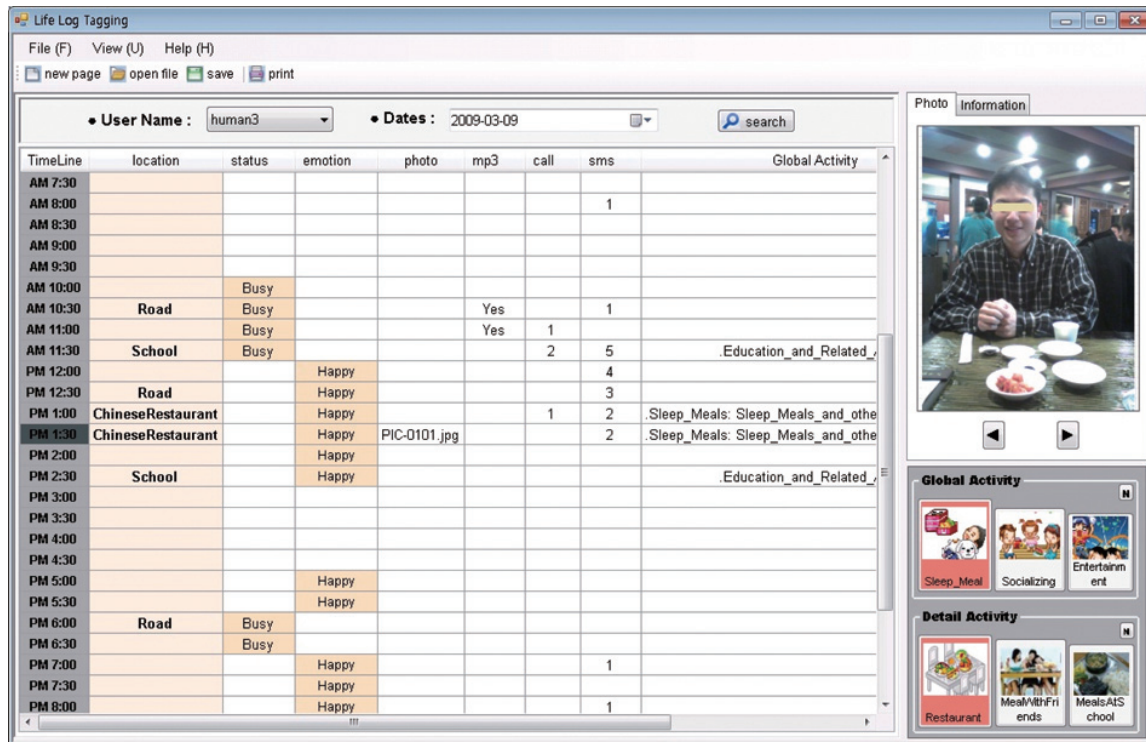 Life Log Tagging
File (F) View (U) Help (H)
new page open file save print
• User Name : human3 • Dates : 2009-03-09 search
TimeLine location status emotion photo mp3 call sms Global Activity
AM 7:30
AM 8:00 1
AM 8:30
AM 9:00
AM 9:30
AM 10:00 Busy
AM 10:30 Road Busy Yes 1
AM 11:00 Busy Yes 1
AM 11:30 School Busy 2 5 .Education_and_Related_
PM 12:00 Happy 4
PM 12:30 Road Happy 3
PM 1:00 ChineseRestaurant Happy 1 2 .Sleep_Meals: Sleep_Meals_and_othe
PM 1:30 ChineseRestaurant Happy PIC-0101.jpg 2 .Sleep_Meals: Sleep_Meals_and_othe
PM 2:00 Happy
PM 2:30 School Happy .Education_and_Related_
PM 3:00
PM 3:30
PM 4:00
PM 4:30
PM 5:00 Happy
PM 5:30 Happy
PM 6:00 Road Busy
PM 6:30 Busy
PM 7:00 Happy 1
PM 7:30 Happy
PM 8:00 Happy 1
Photo Information
Global Activity
N
Sleep_Meal Socializing Entertainm
ent
Detail Activity
N
Restaurant MealWithFri
ends MealsAtS
chool